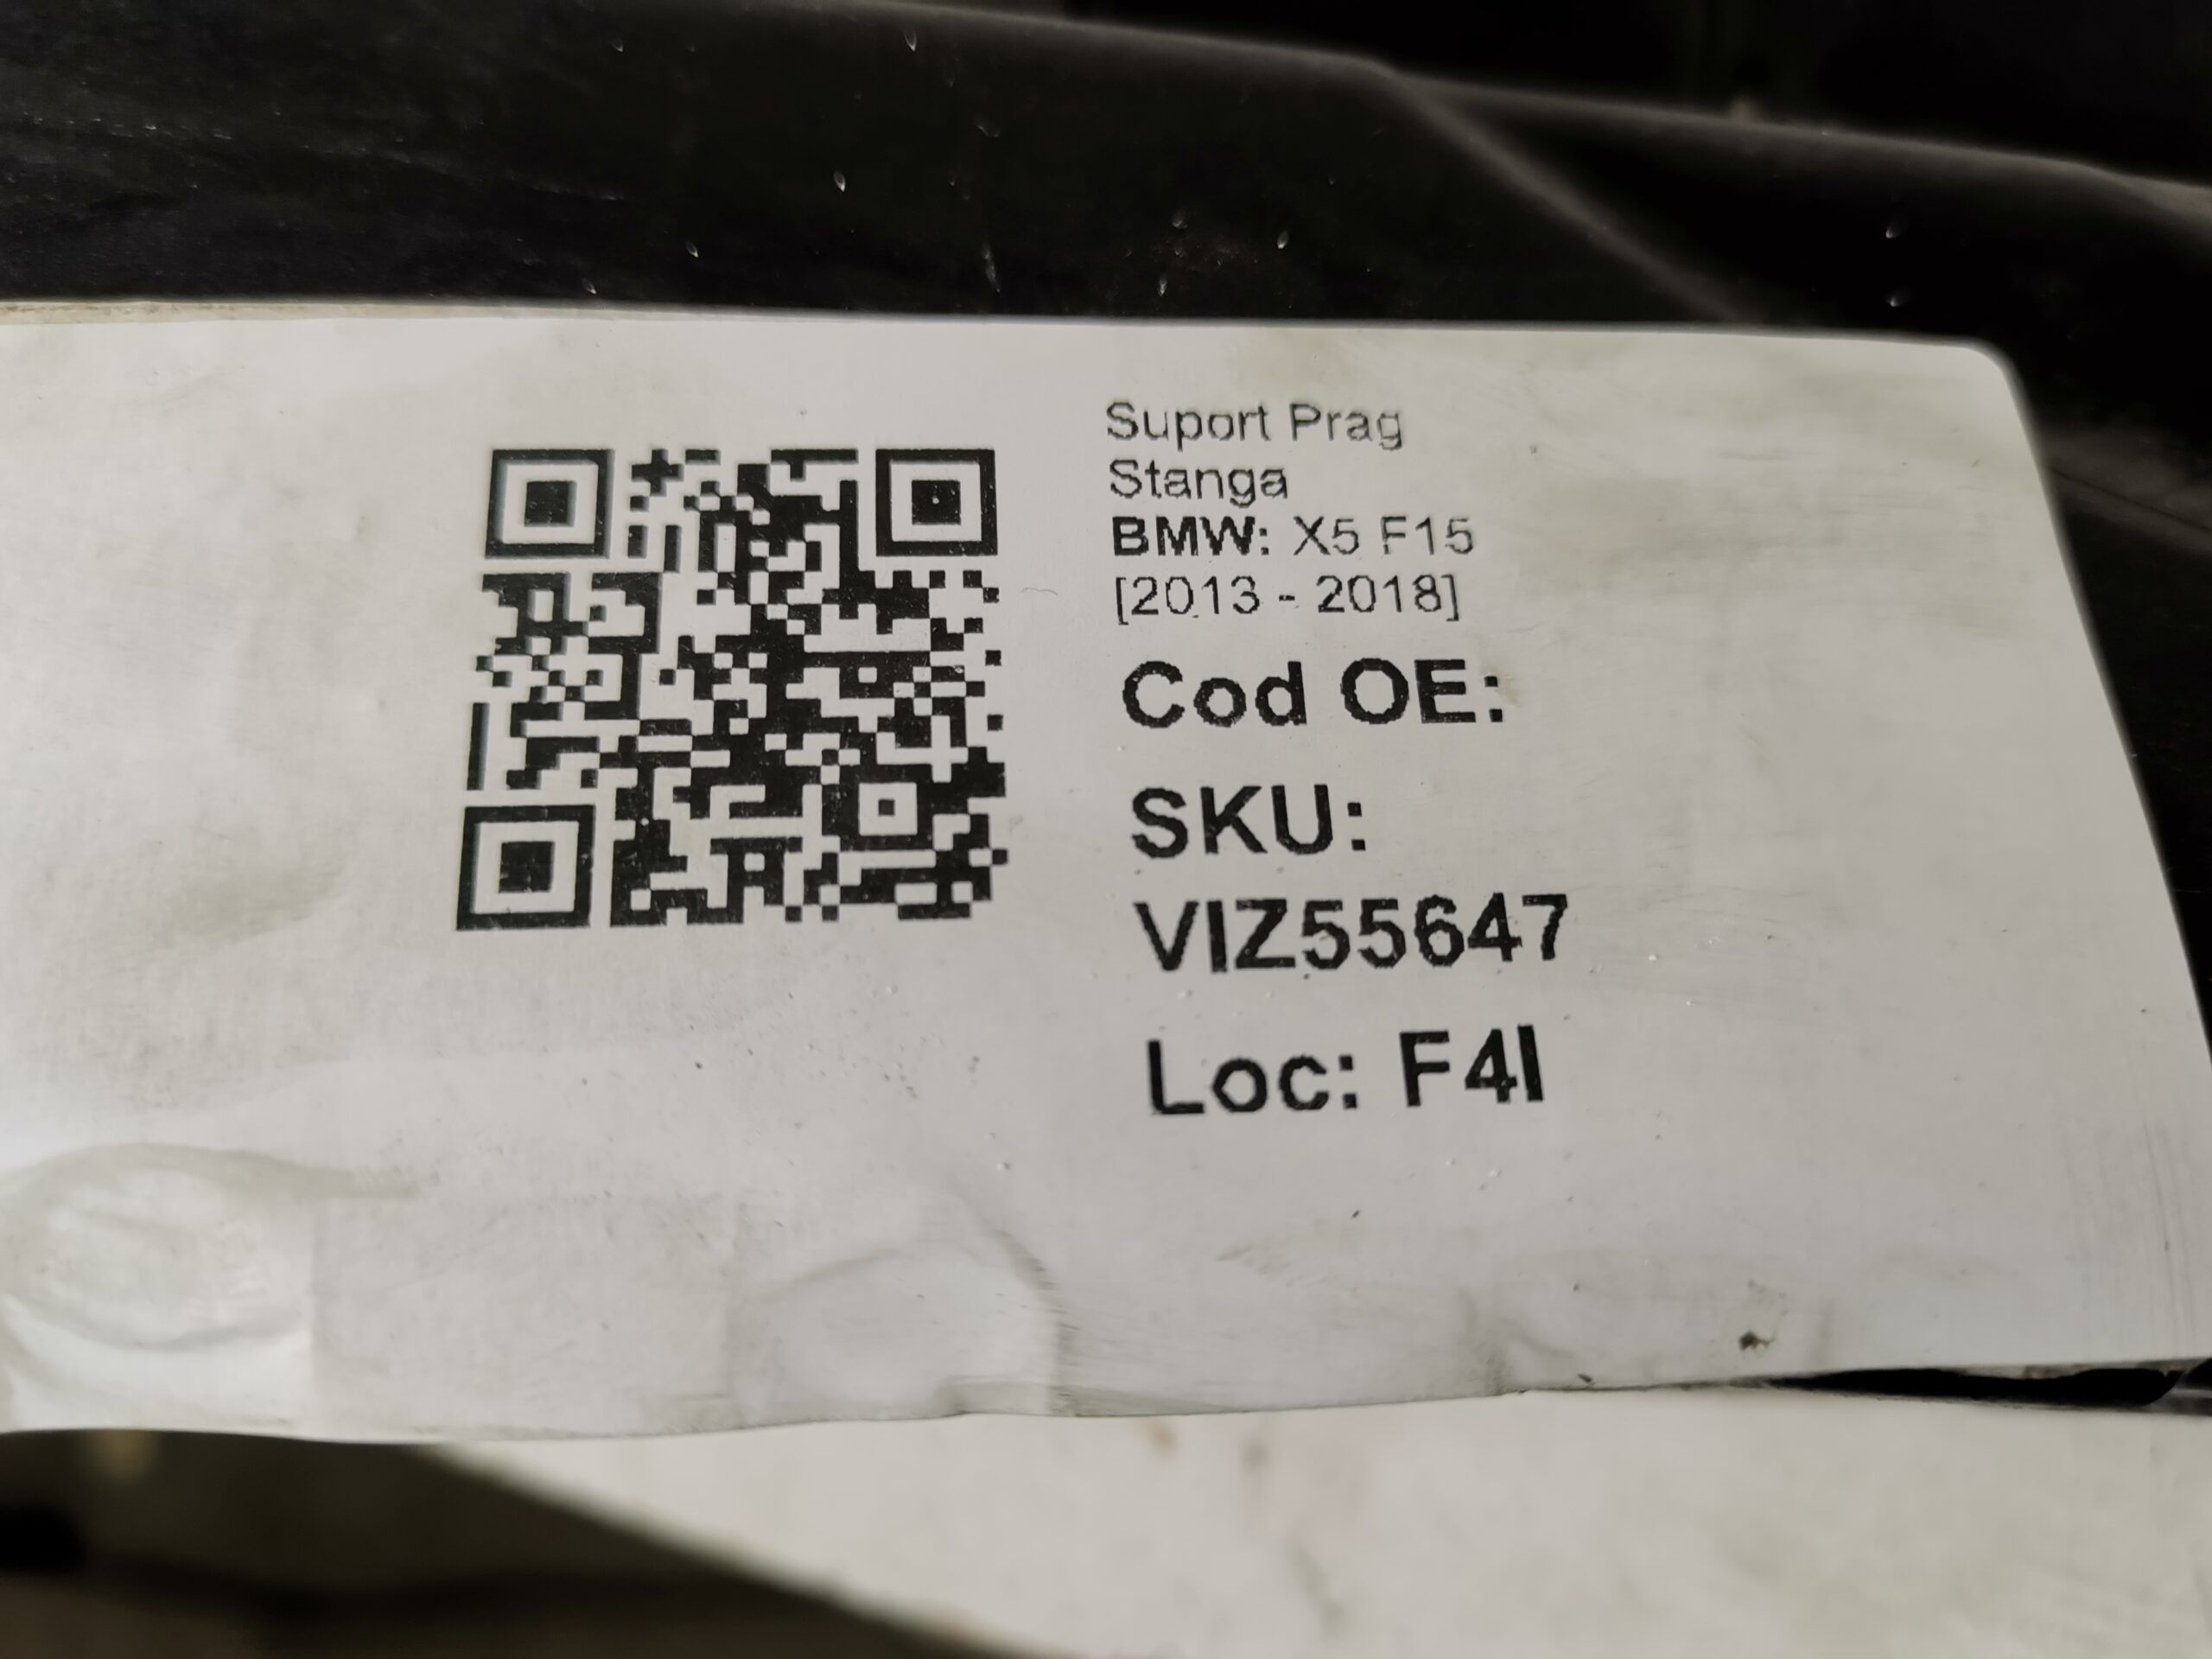 Suport Prag
Stanga
BMW: X5 F15
[2013 - 2018]
Cod OE:
SKU:
VIZ55647
Loc: F4I